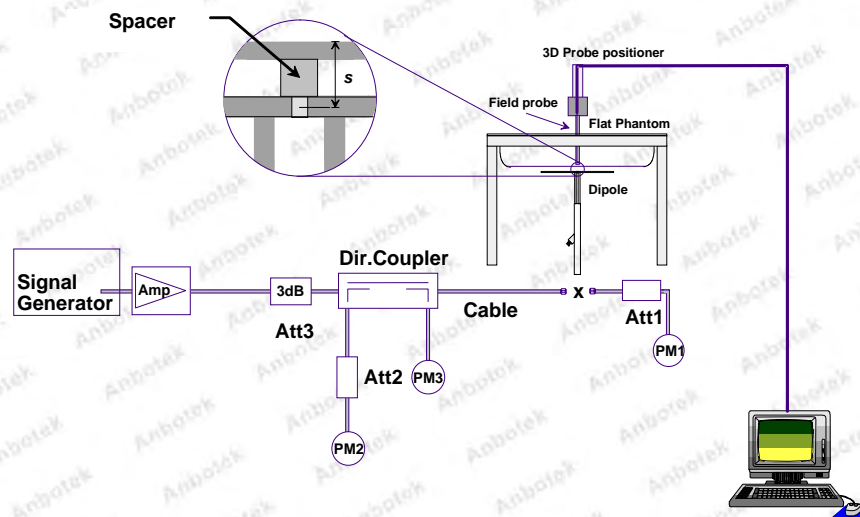 Spacer
s
3D Probe positioner
Field probe
Flat Phantom
Dipole
Signal
Generator
Amp
3dB
Att3
Dir.Coupler
Cable
x
Att1
PM1
Att2
PM3
PM2
Anbotek